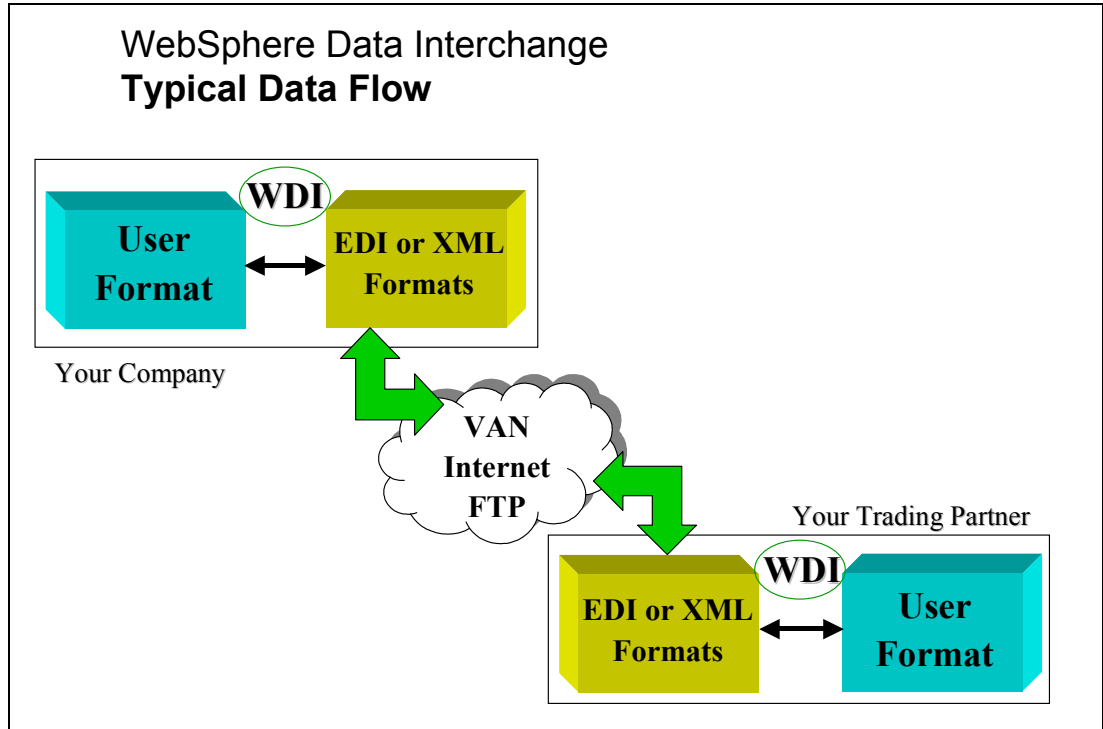 WebSphere Data Interchange
Typical Data Flow
WDI
User
Format
EDI or XML
Formats
Your Company
VAN
Internet
FTP
Your Trading Partner
EDI or XML
Formats
WDI
User
Format